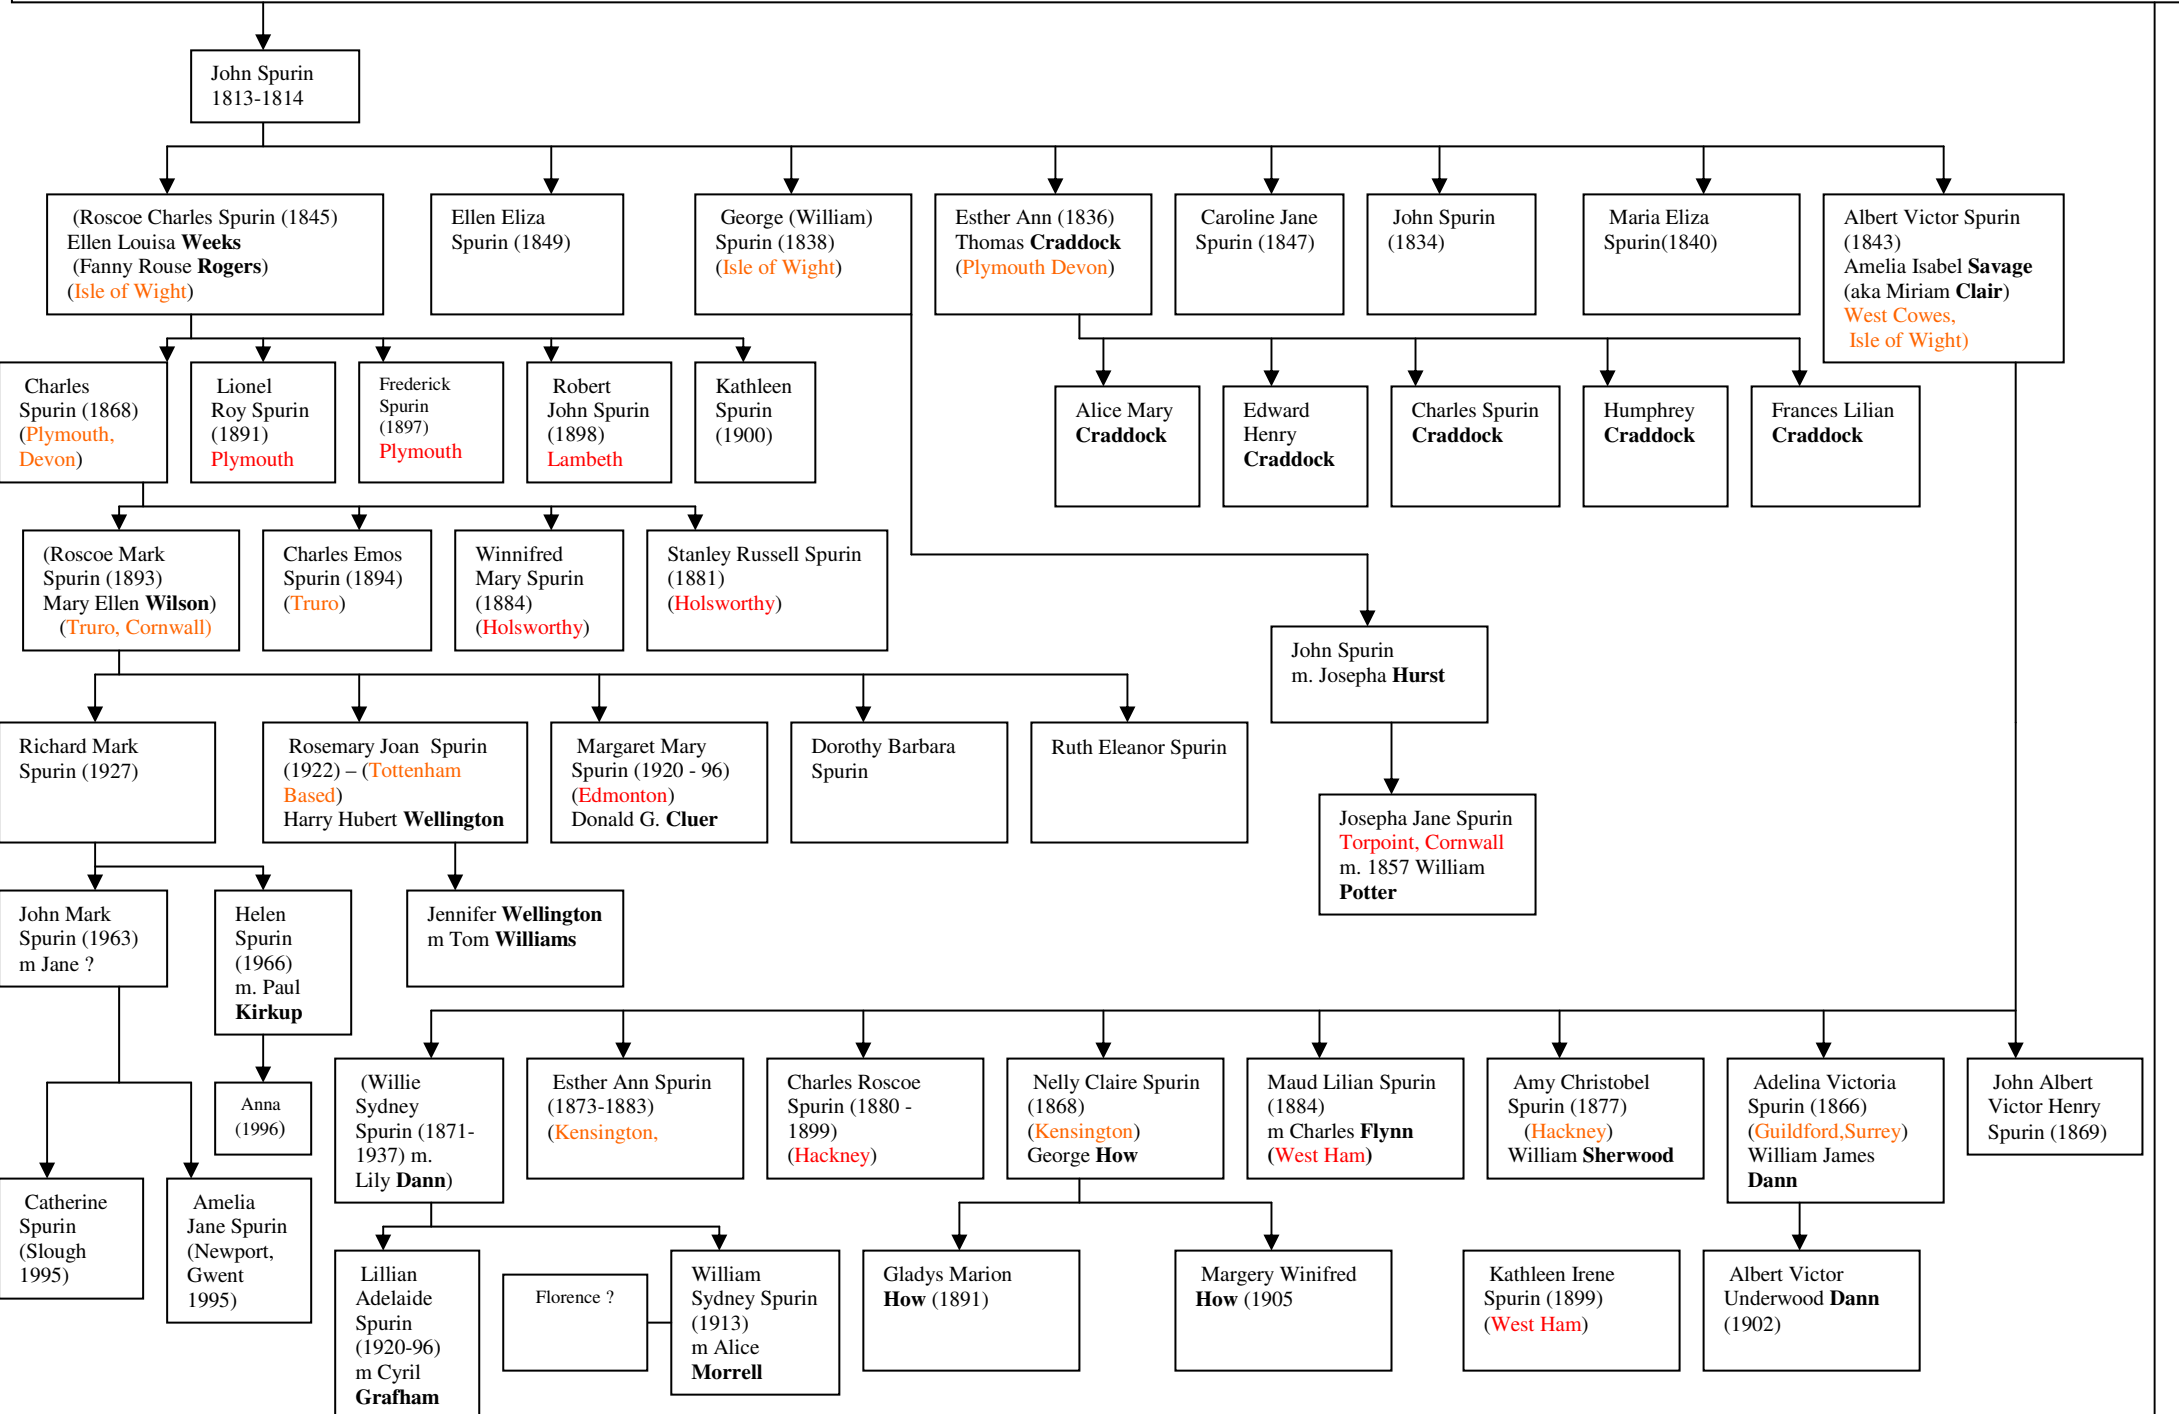 John Spurin
1813-1814
(Roscoe Charles Spurin (1845)
Ellen Louisa Weeks
(Fanny Rouse Rogers)
(Isle of Wight)
Ellen Eliza
Spurin (1849)
George (William)
Spurin (1838)
(Isle of Wight)
Esther Ann (1836)
Thomas Craddock
(Plymouth Devon)
Caroline Jane
Spurin (1847)
John Spurin
(1834)
Maria Eliza
Spurin(1840)
Albert Victor Spurin
(1843)
Amelia Isabel Savage
(aka Miriam Clair)
West Cowes,
Isle of Wight)
Charles
Spurin (1868)
(Plymouth,
Devon)
Lionel
Roy Spurin
(1891)
Plymouth
Frederick
Spurin
(1897)
Plymouth
Robert
John Spurin
(1898)
Lambeth
Kathleen
Spurin
(1900)
Alice Mary
Craddock
Edward
Henry
Craddock
Charles Spurin
Craddock
Humphrey
Craddock
Frances Lilian
Craddock
(Roscoe Mark
Spurin (1893)
Mary Ellen Wilson)
(Truro, Cornwall)
Charles Emos
Spurin (1894)
(Truro)
Winnifred
Mary Spurin
(1884)
(Holsworthy)
Stanley Russell Spurin
(1881)
(Holsworthy)
John Spurin
m. Josepha Hurst
Richard Mark
Spurin (1927)
Rosemary Joan  Spurin
(1922) – (Tottenham
Based)
Harry Hubert Wellington
Margaret Mary
Spurin (1920 - 96)
(Edmonton)
Donald G. Cluer
Dorothy Barbara
Spurin
Ruth Eleanor Spurin
Josepha Jane Spurin
Torpoint, Cornwall
m. 1857 William
Potter
John Mark
Spurin (1963)
m Jane ?
Helen
Spurin
(1966)
m. Paul
Kirkup
Jennifer Wellington
m Tom Williams
Anna
(1996)
(Willie
Sydney
Spurin (1871-
1937) m.
Lily Dann)
Esther Ann Spurin
(1873-1883)
(Kensington,
Charles Roscoe
Spurin (1880 -
1899)
(Hackney)
Nelly Claire Spurin
(1868)
(Kensington)
George How
Maud Lilian Spurin
(1884)
m Charles Flynn
(West Ham)
Amy Christobel
Spurin (1877)
(Hackney)
William Sherwood
Adelina Victoria
Spurin (1866)
(Guildford,Surrey)
William James
Dann
John Albert
Victor Henry
Spurin (1869)
Catherine
Spurin
(Slough
1995)
Amelia
Jane Spurin
(Newport,
Gwent
1995)
Lillian
Adelaide
Spurin
(1920-96)
m Cyril
Grafham
Florence ?
William
Sydney Spurin
(1913)
m Alice
Morrell
Gladys Marion
How (1891)
Margery Winifred
How (1905
Kathleen Irene
Spurin (1899)
(West Ham)
Albert Victor
Underwood Dann
(1902)